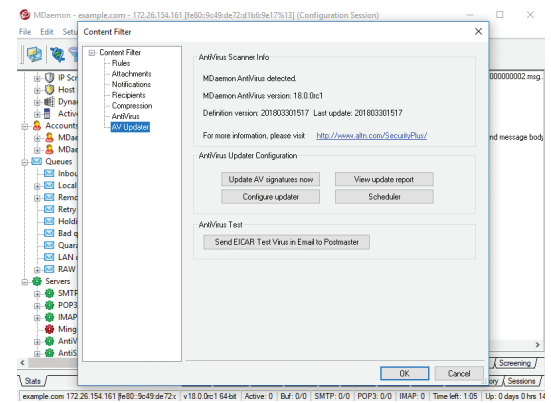 MDaemon - example.com - 172.26.154.161 [fe80::9c49:de72:d1b6:9e17%13] (Configuration Session)
File Edit Setu
Content Filter
Content Filter
Rules
Attachments
Notifications
Recipients
Compression
AntiVirus
AV Updater
AntiVirus Scanner Info
MDaemon AntiVirus detected.
MDaemon AntiVirus version: 18.0.0rc1
Definition version: 201803301517 Last update: 201803301517
For more information, please visit http://www.altn.com/SecurityPlus/
AntiVirus Updater Configuration
Update AV signatures now
View update report
Configure updater
Scheduler
AntiVirus Test
Send EICAR Test Virus in Email to Postmaster
OK
Cancel
IP Scr
Host
Dynar
Active
Accounts
MDae
MDae
Queues
Inbou
Local
Remo
Retry
Holdi
Bad q
Quara
LAN
RAW
Servers
SMTP
POP3
IMAP
Ming
AntiV
AntiS
00000002.msg.
nd message body
Screening
Stats
ory
Sessions
example.com 172.26.154.161 [fe80::9c49:de72:c
v18.0.0rc1 64-bit
Active: 0
Buf: 0/0
SMTP: 0/0
POP3: 0/0
IMAP: 0
Time left: 1:05
Up: 0 days 0 hrs 14